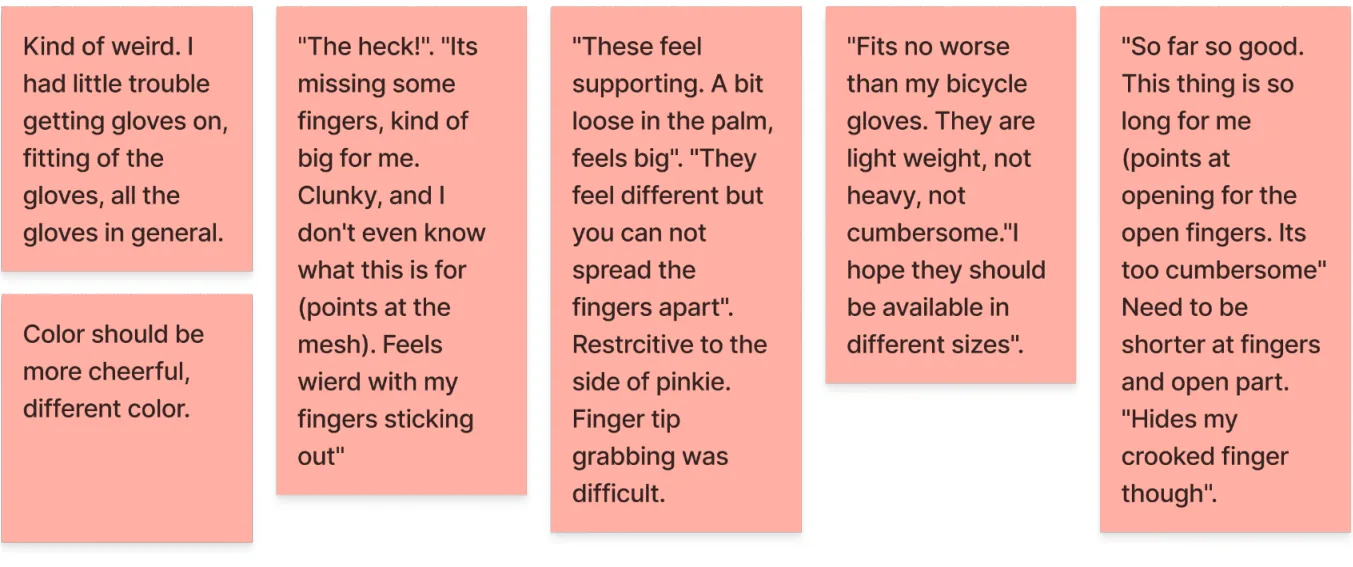 Kind of weird. I
had little trouble
getting gloves on,
fitting of the
gloves, all the
gloves in general.
Color should be
more cheerful,
different color.
"The heck!". "Its
missing some
fingers, kind of
big for me.
Clunky, and I
don't even know
what this is for
(points at the
mesh). Feels
wierd with my
fingers sticking
out"
"These feel
supporting. A bit
loose in the palm,
feels big". "They
feel different but
you can not
spread the
fingers apart".
Restrcitive to the
side of pinkie.
Finger tip
grabbing was
difficult.
"Fits no worse
than my bicycle
gloves. They are
light weight, not
heavy, not
cumbersome."I
hope they should
be available in
different sizes".
"So far so good.
This thing is so
long for me
(points at
opening for the
open fingers. Its
too cumbersome"
Need to be
shorter at fingers
and open part.
"Hides my
crooked finger
though".